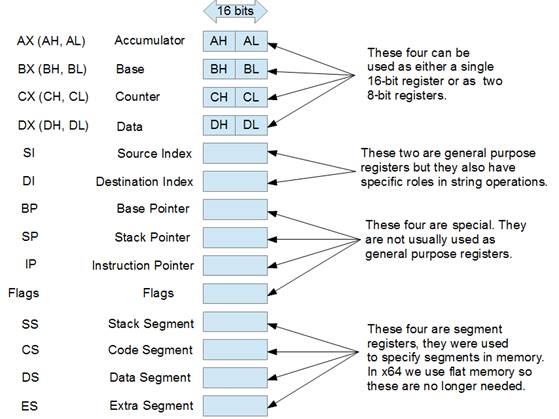 16 bits
AX (AH, AL) Accumulator AH AL
BX (BH, BL) Base BH BL
CX (CH, CL) Counter CH CL
DX (DH, DL) Data DH DL
These four can be
used as either a single
16-bit register or as two
8-bit registers.
SI Source Index
DI Destination Index
These two are general purpose
registers but they also have
specific roles in string operations.
BP Base Pointer
SP Stack Pointer
IP Instruction Pointer
Flags Flags
These four are special. They
are not usually used as
general purpose registers.
SS Stack Segment
CS Code Segment
DS Data Segment
ES Extra Segment
These four are segment
registers, they were used
to specify segments in memory.
In x64 we use flat memory so
these are no longer needed.